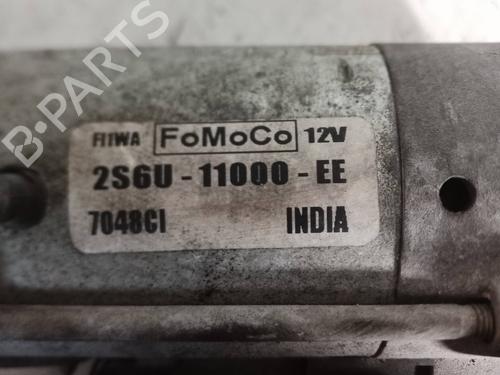 B-PARTS
FIIWA FoMoCo 12V
2S6U-11000-EE
7048CI INDIA